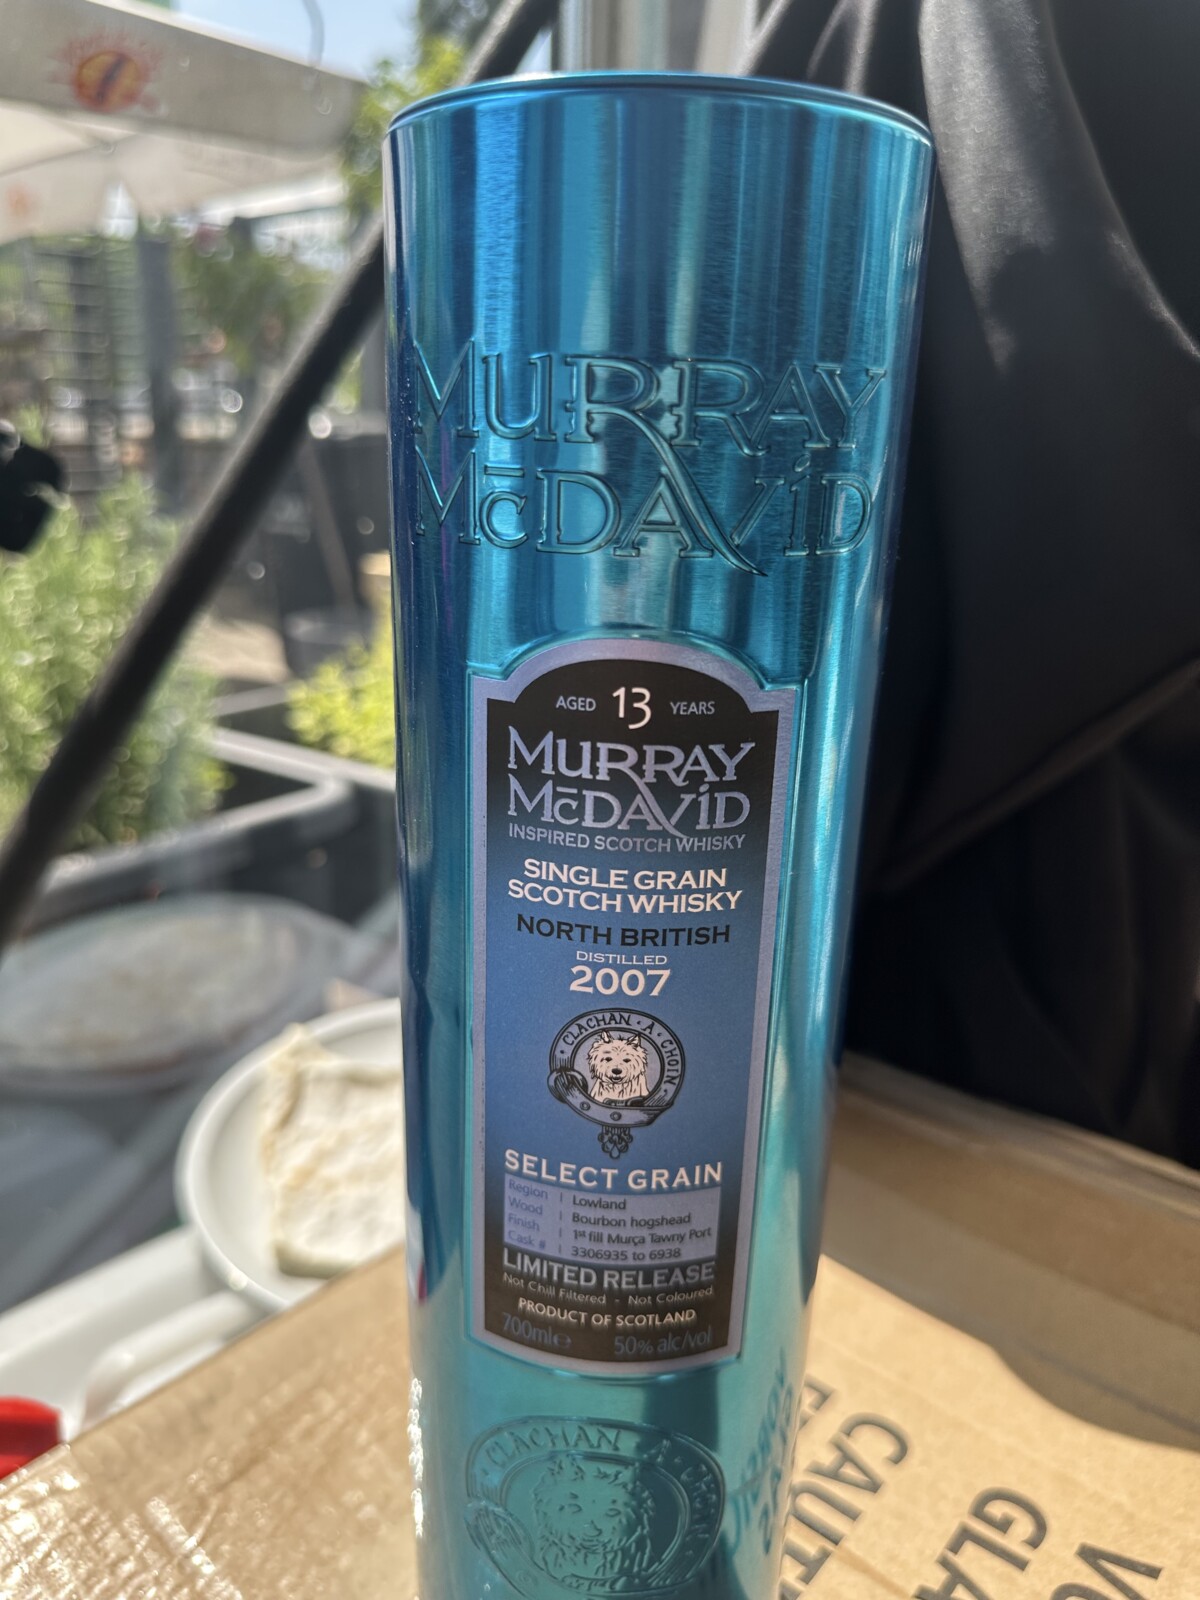 MURRAY
McDAVID
AGED 13 YEARS
MURRAY
McDAVID
INSPIRED SCOTCH WHISKY
SINGLE GRAIN
SCOTCH WHISKY
NORTH BRITISH
DISTILLED
2007
CLACHAN · A · CHOIN
SELECT GRAIN
Region | Lowland
Wood | Bourbon hogshead
Finish | 1st fill Murça Tawny Port
Cask # | 3306935 to 6938
LIMITED RELEASE
Not Chill Filtered - Not Coloured
PRODUCT OF SCOTLAND
700ml℮ 50% alc/vol
CLACHAN · A · CHOIN